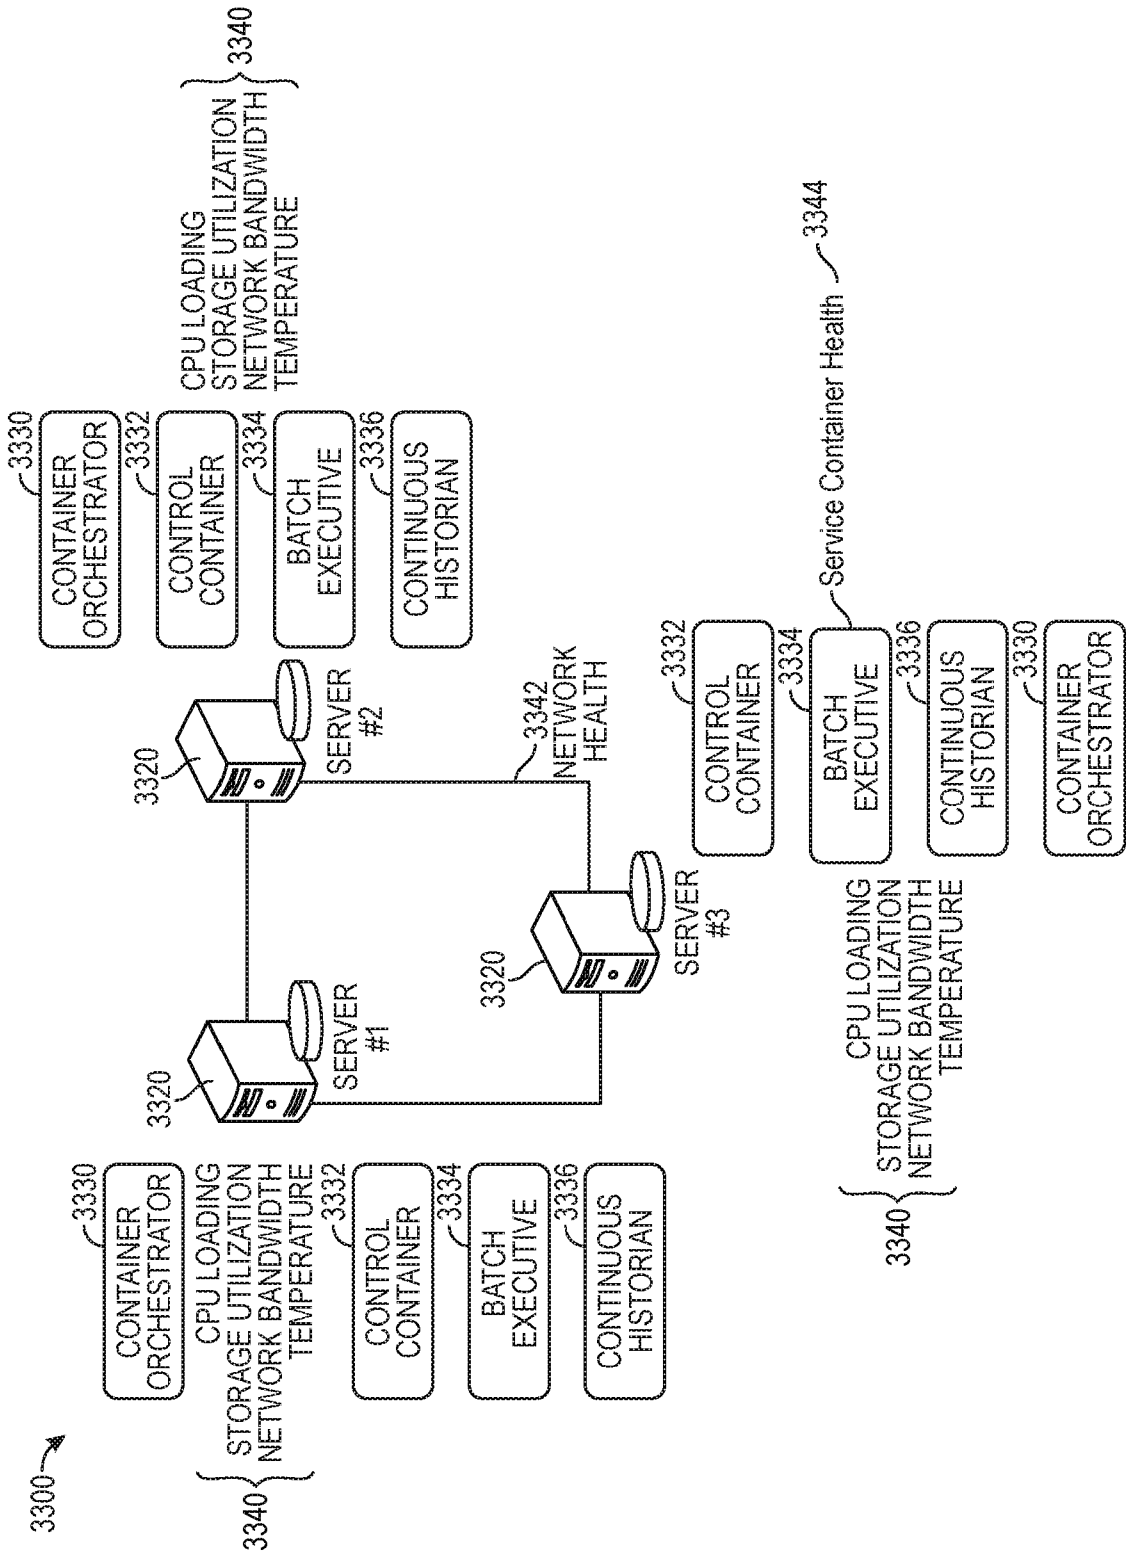 3300
3330
CONTAINER
ORCHESTRATOR
3340
CPU LOADING
STORAGE UTILIZATION
NETWORK BANDWIDTH
TEMPERATURE
3332
CONTROL
CONTAINER
3334
BATCH
EXECUTIVE
3336
CONTINUOUS
HISTORIAN
3320
SERVER
#1
3320
SERVER
#2
3342
NETWORK
HEALTH
3320
SERVER
#3
3330
CONTAINER
ORCHESTRATOR
3332
CONTROL
CONTAINER
3334
BATCH
EXECUTIVE
3336
CONTINUOUS
HISTORIAN
CPU LOADING
STORAGE UTILIZATION
NETWORK BANDWIDTH
TEMPERATURE
3340
3340
CPU LOADING
STORAGE UTILIZATION
NETWORK BANDWIDTH
TEMPERATURE
3332
CONTROL
CONTAINER
3334
BATCH
EXECUTIVE
Service Container Health
3344
3336
CONTINUOUS
HISTORIAN
3330
CONTAINER
ORCHESTRATOR